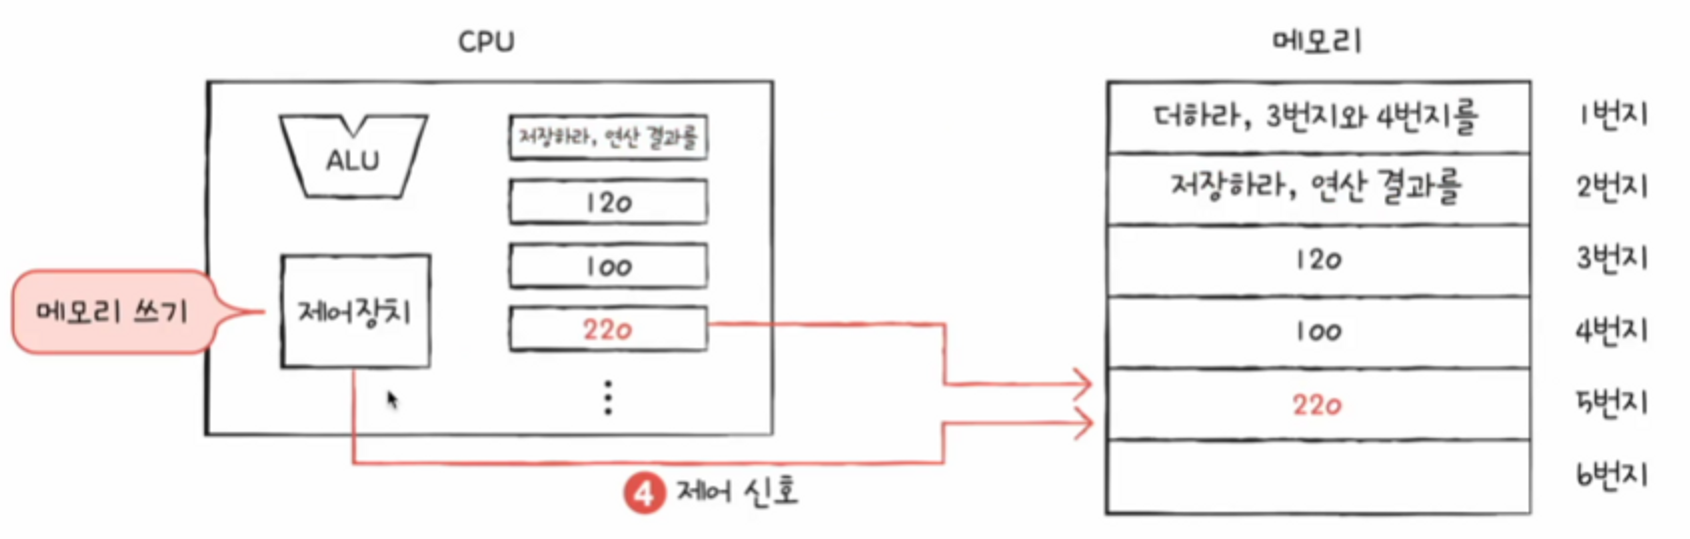 CPU
메모리
ALU
저장하라, 연산 결과를
120
100
220
메모리 쓰기
제어장치
4 제어 신호
더하라, 3번지와 4번지를
1번지
저장하라, 연산 결과를
2번지
120
3번지
100
4번지
220
5번지
6번지